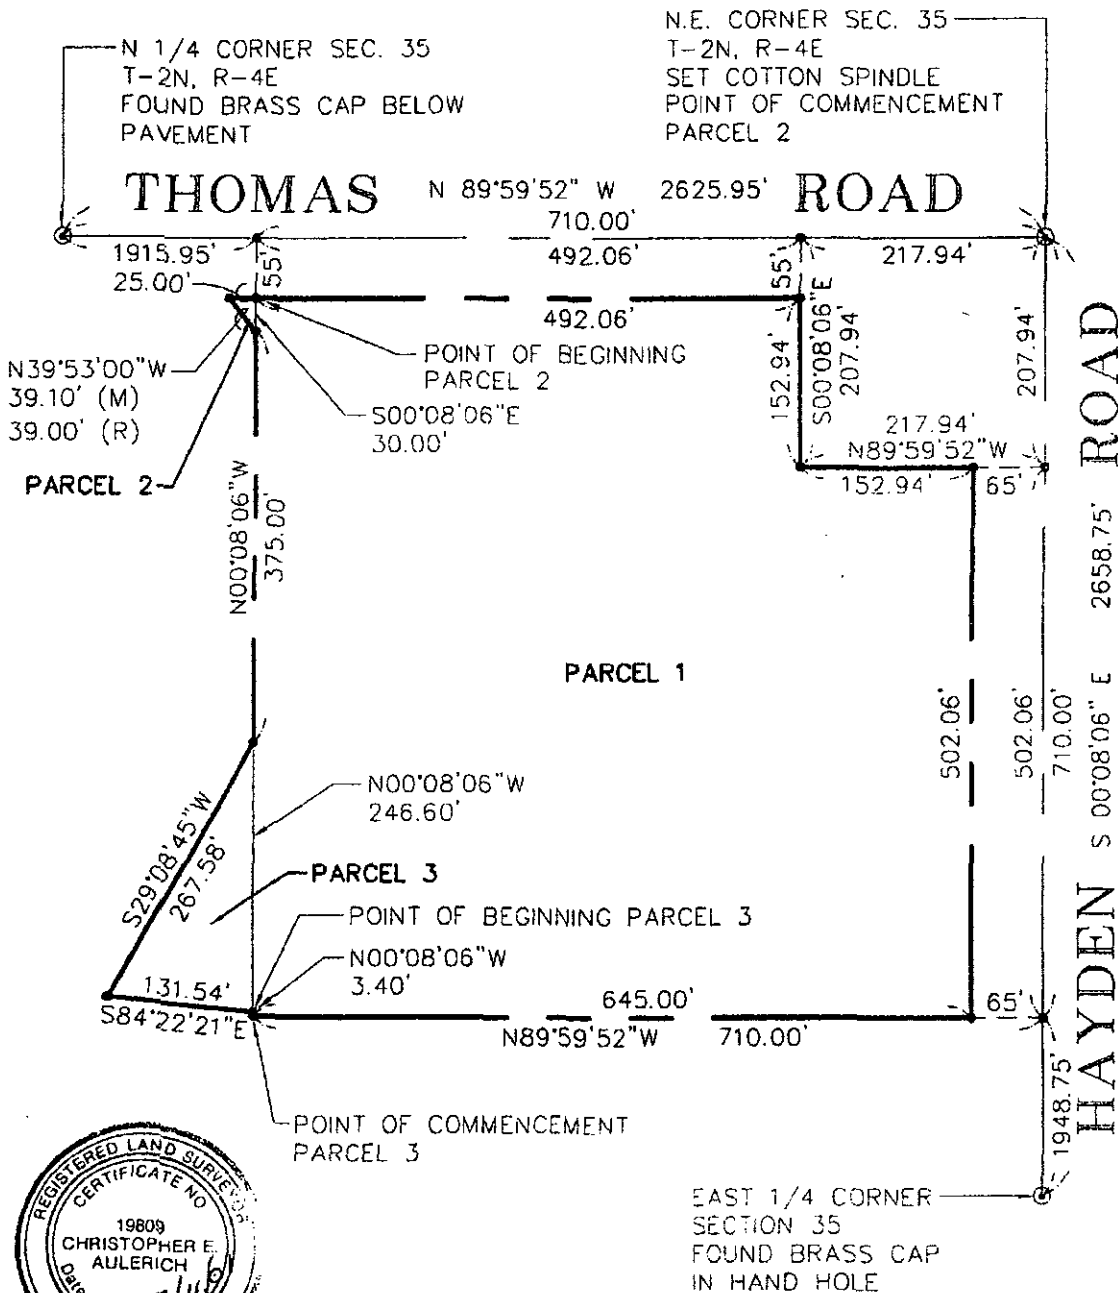 N 1/4 CORNER SEC. 35
T-2N, R-4E
FOUND BRASS CAP BELOW
PAVEMENT
N.E. CORNER SEC. 35
T-2N, R-4E
SET COTTON SPINDLE
POINT OF COMMENCEMENT
PARCEL 2
THOMAS N 89°59'52" W 2625.95' ROAD
710.00'
1915.95'
492.06'
217.94'
25.00'
55'
55'
492.06'
N39°53'00"W
39.10' (M)
39.00' (R)
POINT OF BEGINNING
PARCEL 2
S00°08'06"E
30.00'
PARCEL 2
152.94'
S00°08'06"E
207.94'
207.94'
217.94'
N89°59'52"W
152.94'
65'
N00°08'06"W
375.00'
PARCEL 1
502.06'
502.06'
710.00'
HAYDEN S 00°08'06" E 2658.75' ROAD
N00°08'06"W
246.60'
S29°08'45"W
267.58'
PARCEL 3
POINT OF BEGINNING PARCEL 3
N00°08'06"W
3.40'
131.54'
S84°22'21"E
645.00'
65'
N89°59'52"W 710.00'
1948.75'
POINT OF COMMENCEMENT
PARCEL 3
EAST 1/4 CORNER
SECTION 35
FOUND BRASS CAP
IN HAND HOLE
REGISTERED LAND SURVEYOR
CERTIFICATE NO
19809
CHRISTOPHER E.
AULERICH
Date